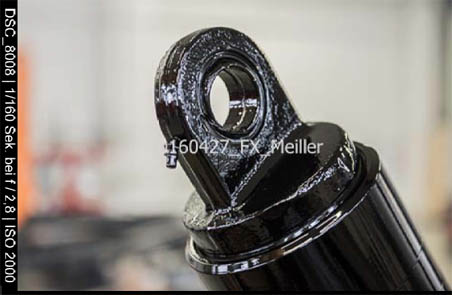 DSC_8008 | 1/160 Sek. bei f / 2,8 | ISO 2000
160427_FX_Meiller